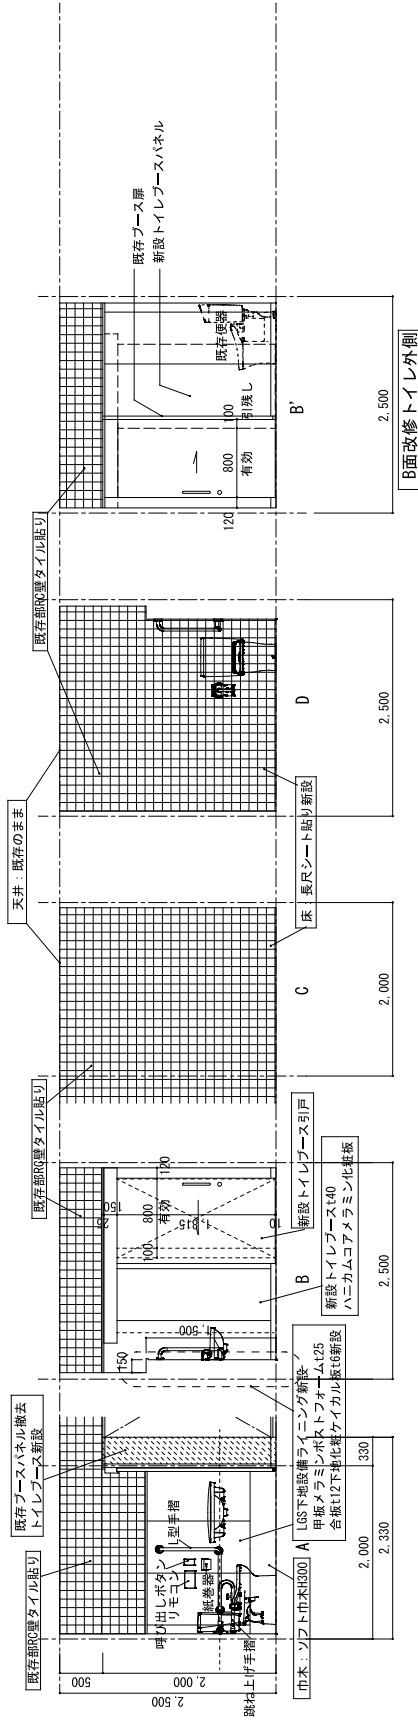 既存部RC壁タイル貼り
既存ブースパネル撤去
トイレブース新設
既存部RC壁タイル貼り
天井：既存のまま
既存部RC壁タイル貼り
既存ブース扉
新設トイレブースパネル
500
2,000
2,500
呼び出しボタン
リモコン
紙巻器
L型手摺
跳ね上げ手摺
巾木：ソフト巾木H300
LGS下地設備ライニング新設
甲板メラミンポストフォームt25
合板t12下地化粧ケイカル板t6新設
A
2,000
330
2,330
150
1,500
100
800
有効
120
25
150
1,815
10
新設トイレブース引戸
新設トイレブースt40
ハニカムコアメラミン化粧板
B
2,500
C
2,000
床：長尺シート貼り新設
D
2,500
120
800
有効
100
引残し
既存便器
B'
2,500
B面改修トイレ外側